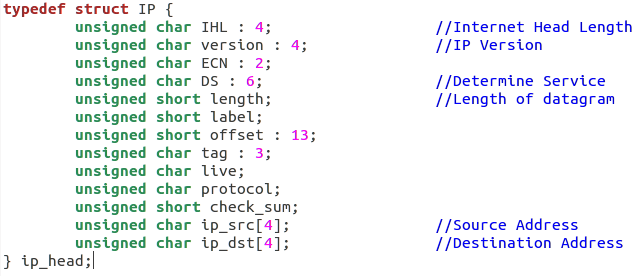 typedef struct IP {
unsigned char IHL : 4; //Internet Head Length
unsigned char version : 4; //IP Version
unsigned char ECN : 2;
unsigned char DS : 6; //Determine Service
unsigned short length; //Length of datagram
unsigned short label;
unsigned short offset : 13;
unsigned char tag : 3;
unsigned char live;
unsigned char protocol;
unsigned short check_sum;
unsigned char ip_src[4]; //Source Address
unsigned char ip_dst[4]; //Destination Address
} ip_head;